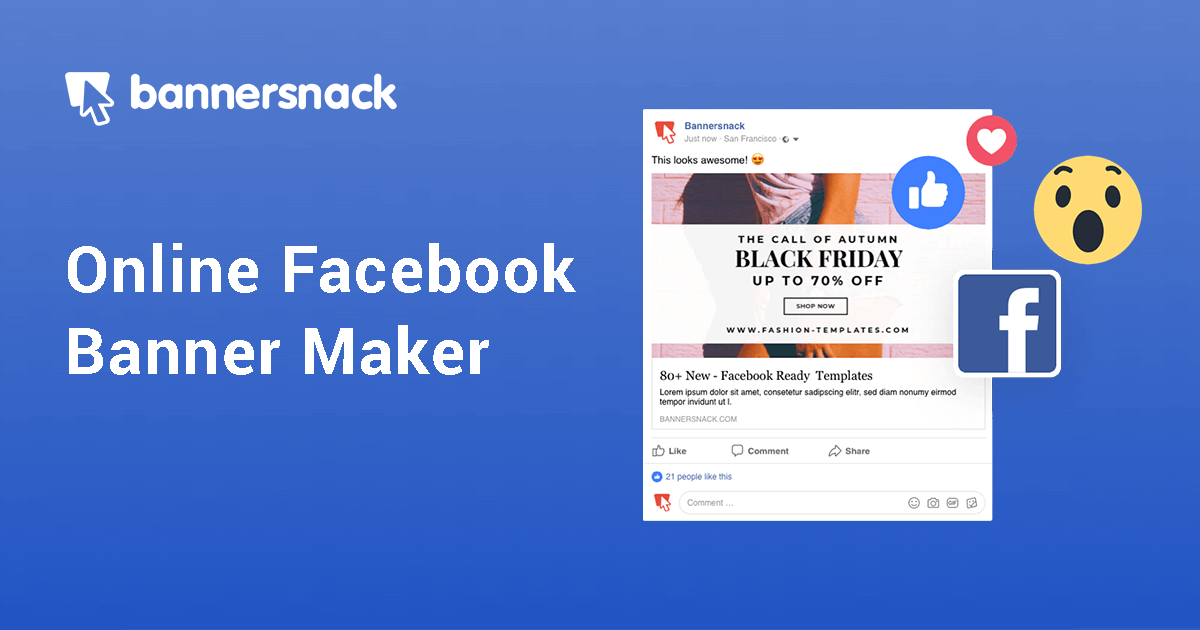 bannersnack
Online Facebook
Banner Maker
Bannersnack
Just now · San Francisco ·
This looks awesome! 😍
THE CALL OF AUTUMN
BLACK FRIDAY
UP TO 70% OFF
SHOP NOW
WWW.FASHION-TEMPLATES.COM
80+ New - Facebook Ready Templates
Lorem ipsum dolor sit amet, consetetur sadipscing elitr, sed diam nonumy eirmod
tempor invidunt ut l.
BANNERSNACK.COM
Like Comment Share
21 people like this
Comment ...
GIF
f